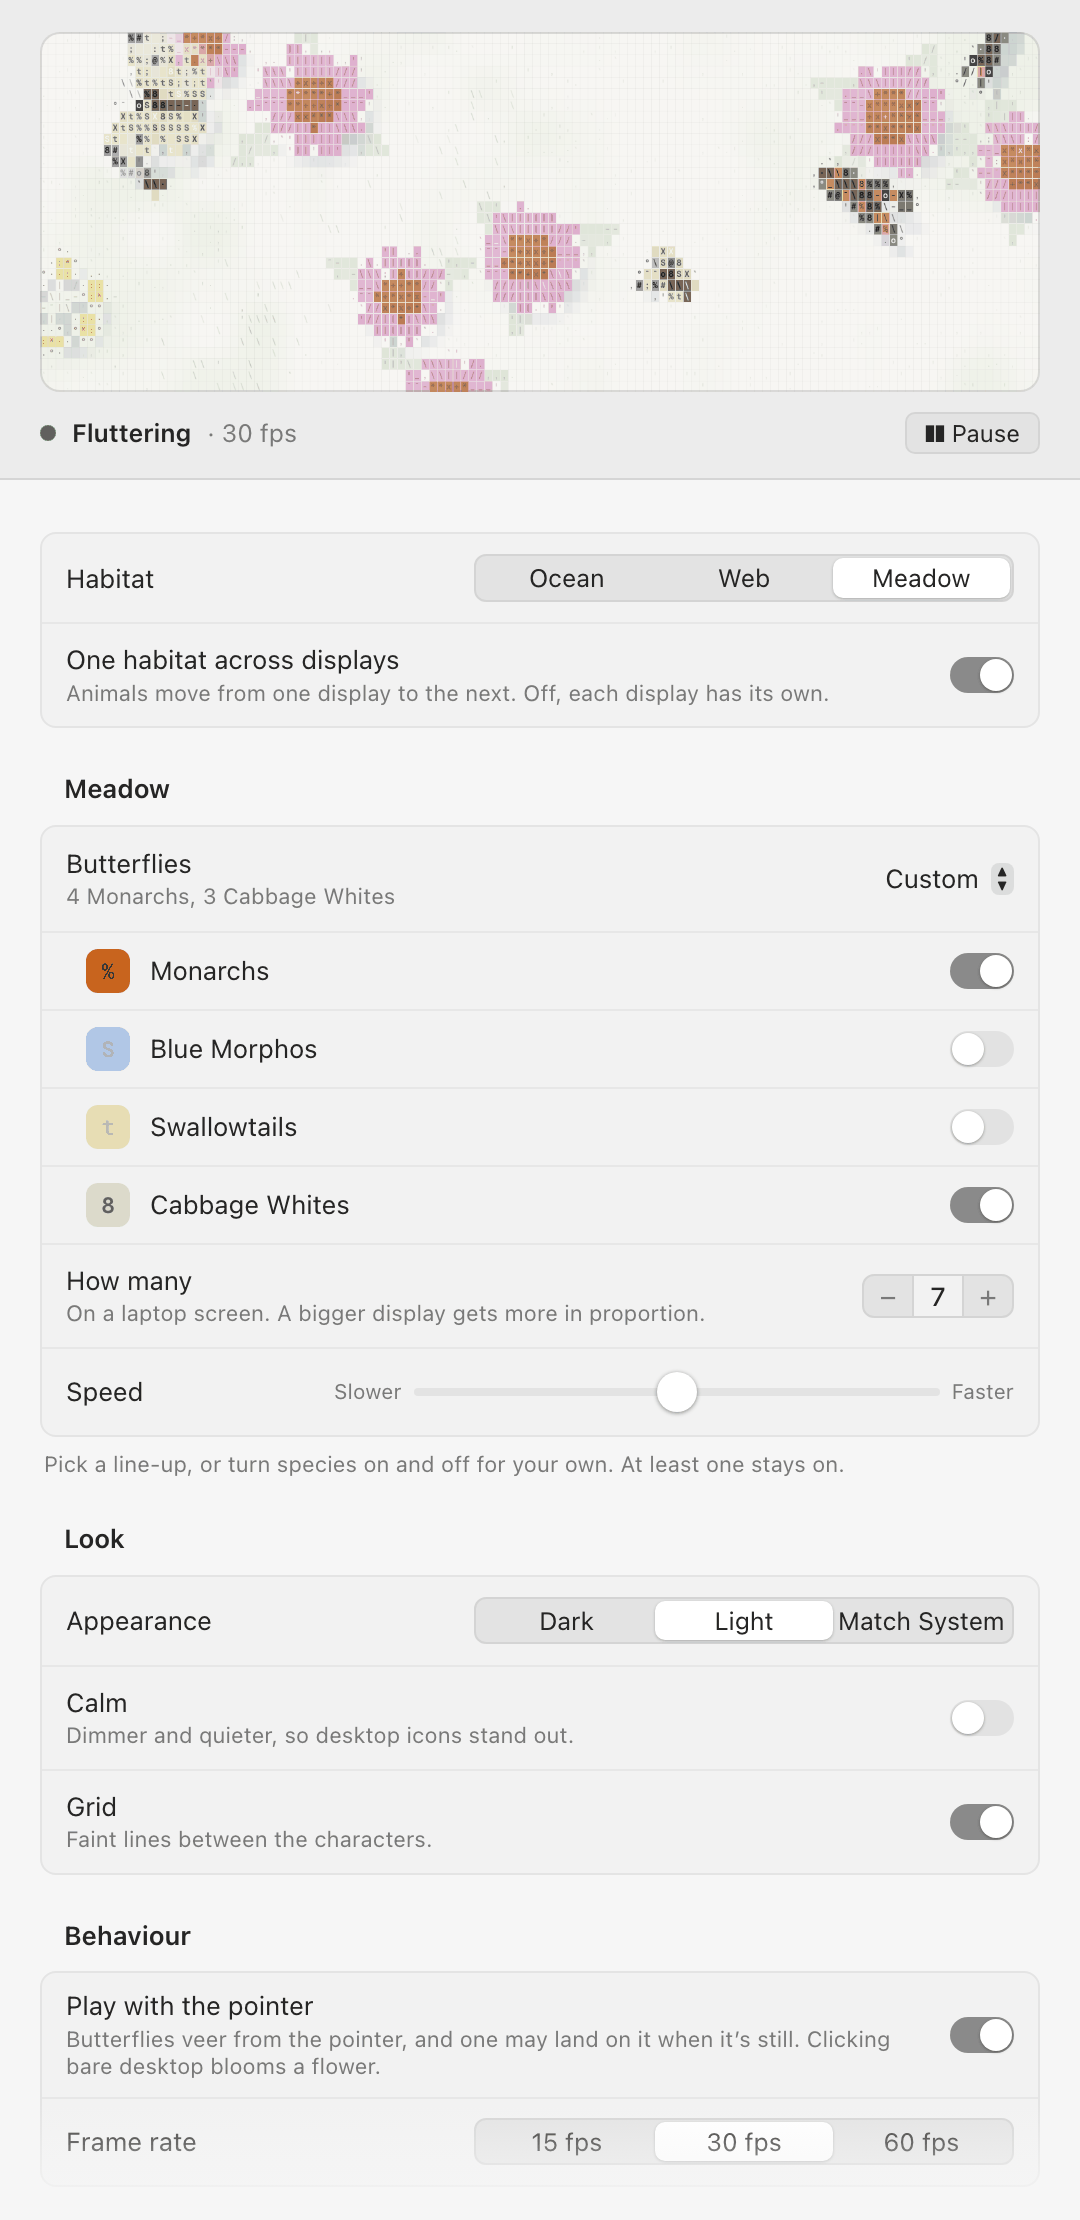 Fluttering · 30 fps
Pause
Habitat
Ocean
Web
Meadow
One habitat across displays
Animals move from one display to the next. Off, each display has its own.
Meadow
Butterflies
4 Monarchs, 3 Cabbage Whites
Custom
% Monarchs
S Blue Morphos
t Swallowtails
8 Cabbage Whites
How many
On a laptop screen. A bigger display gets more in proportion.
− 7 +
Speed
Slower
Faster
Pick a line-up, or turn species on and off for your own. At least one stays on.
Look
Appearance
Dark
Light
Match System
Calm
Dimmer and quieter, so desktop icons stand out.
Grid
Faint lines between the characters.
Behaviour
Play with the pointer
Butterflies veer from the pointer, and one may land on it when it’s still. Clicking
bare desktop blooms a flower.
Frame rate
15 fps
30 fps
60 fps